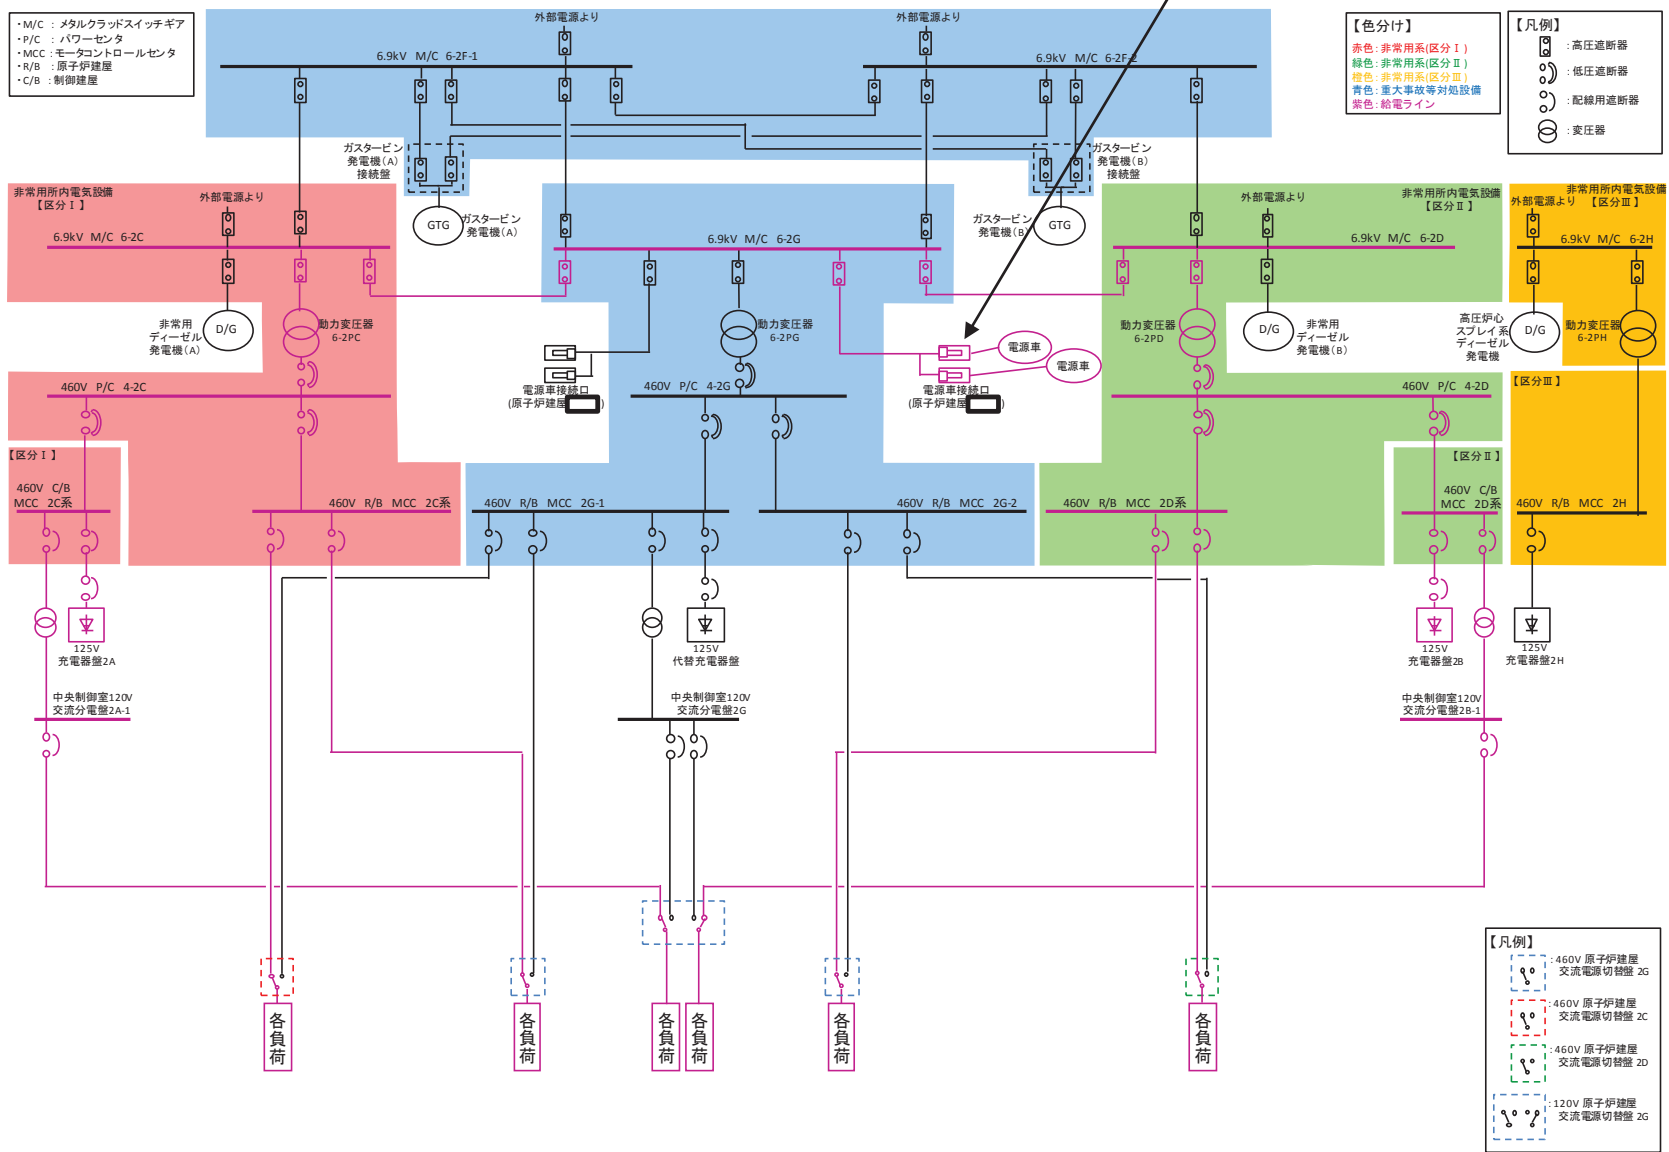 ・M/C ： メタルクラッドスイッチギア
・P/C ： パワーセンタ
・MCC：モータコントロールセンタ
・R/B ：原子炉建屋
・C/B ：制御建屋
外部電源より
外部電源より
【色分け】
赤色：非常用系(区分Ⅰ)
緑色：非常用系(区分Ⅱ)
橙色：非常用系(区分Ⅲ)
青色：重大事故等対処設備
紫色：給電ライン
【凡例】
：高圧遮断器
：低圧遮断器
：配線用遮断器
：変圧器
6.9kV M/C 6-2F-1
6.9kV M/C 6-2F-2
ガスタービン
発電機(A)
接続盤
ガスタービン
発電機(B)
接続盤
GTG
ガスタービン
発電機(A)
ガスタービン
発電機(B)
GTG
非常用所内電気設備
【区分Ⅰ】
外部電源より
6.9kV M/C 6-2C
6.9kV M/C 6-2G
外部電源より
非常用所内電気設備
【区分Ⅱ】
6.9kV M/C 6-2D
非常用所内電気設備
外部電源より 【区分Ⅲ】
6.9kV M/C 6-2H
非常用
ディーゼル
発電機(A)
D/G
動力変圧器
6-2PC
動力変圧器
6-2PG
電源車
電源車
動力変圧器
6-2PD
D/G
非常用
ディーゼル
発電機(B)
高圧炉心
スプレイ系
ディーゼル
発電機
D/G
動力変圧器
6-2PH
460V P/C 4-2C
電源車接続口
(原子炉建屋 )
460V P/C 4-2G
電源車接続口
(原子炉建屋 )
460V P/C 4-2D
【区分Ⅲ】
【区分Ⅰ】
460V C/B
MCC 2C系
460V R/B MCC 2C系
460V R/B MCC 2G-1
460V R/B MCC 2G-2
460V R/B MCC 2D系
【区分Ⅱ】
460V C/B
MCC 2D系
460V R/B MCC 2H
125V
充電器盤2A
125V
代替充電器盤
125V
充電器盤2B
125V
充電器盤2H
中央制御室120V
交流分電盤2A-1
中央制御室120V
交流分電盤2G
中央制御室120V
交流分電盤2B-1
各負荷
各負荷
各負荷
各負荷
各負荷
各負荷
【凡例】
：460V 原子炉建屋
交流電源切替盤 2G
：460V 原子炉建屋
交流電源切替盤 2C
：460V 原子炉建屋
交流電源切替盤 2D
：120V 原子炉建屋
交流電源切替盤 2G